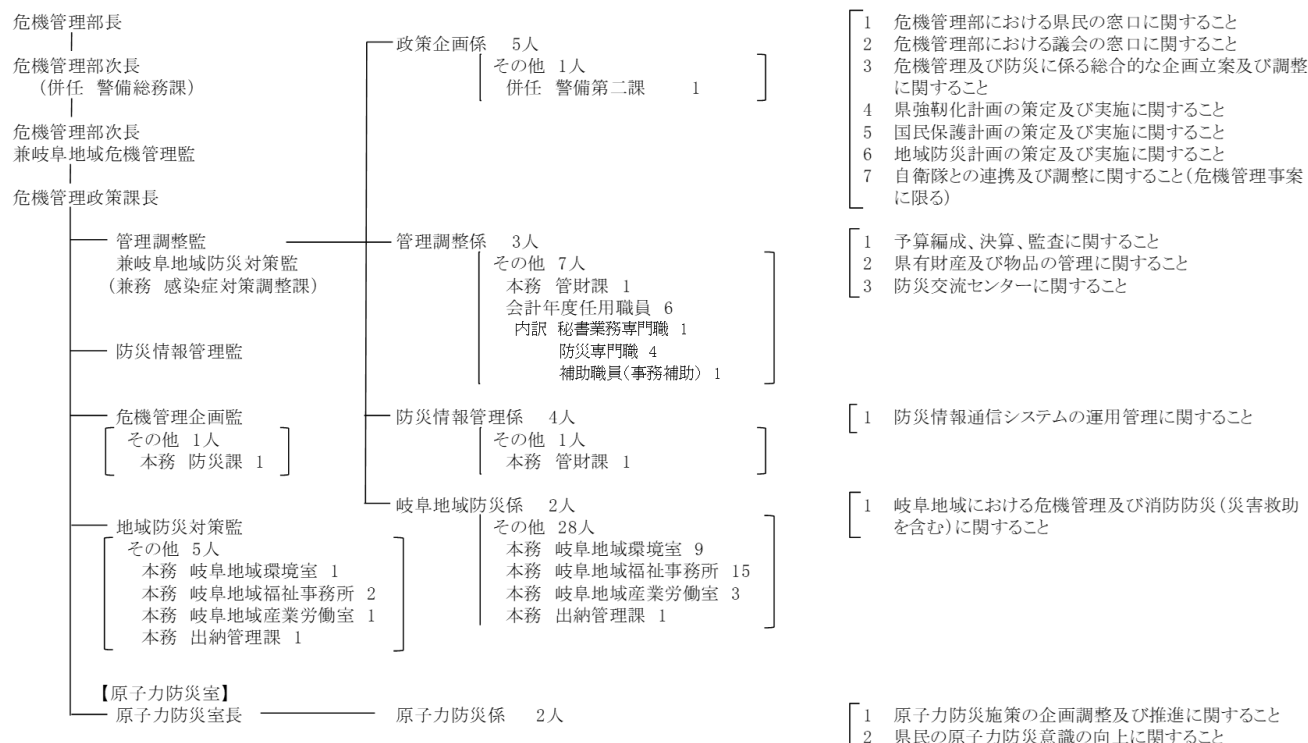 危機管理部長
危機管理部次長
(併任 警備総務課)
危機管理部次長
兼岐阜地域危機管理監
危機管理政策課長
管理調整監
兼岐阜地域防災対策監
(兼務 感染症対策調整課)
防災情報管理監
危機管理企画監
その他 1人
本務 防災課 1
地域防災対策監
その他 5人
本務 岐阜地域環境室 1
本務 岐阜地域福祉事務所 2
本務 岐阜地域産業労働室 1
本務 出納管理課 1
【原子力防災室】
原子力防災室長
政策企画係 5人
その他 1人
併任 警備第二課 1
管理調整係 3人
その他 7人
本務 管財課 1
会計年度任用職員 6
内訳 秘書業務専門職 1
防災専門職 4
補助職員(事務補助) 1
防災情報管理係 4人
その他 1人
本務 管財課 1
岐阜地域防災係 2人
その他 28人
本務 岐阜地域環境室 9
本務 岐阜地域福祉事務所 15
本務 岐阜地域産業労働室 3
本務 出納管理課 1
原子力防災係 2人
1 危機管理部における県民の窓口に関すること
2 危機管理部における議会の窓口に関すること
3 危機管理及び防災に係る総合的な企画立案及び調整
に関すること
4 県強靱化計画の策定及び実施に関すること
5 国民保護計画の策定及び実施に関すること
6 地域防災計画の策定及び実施に関すること
7 自衛隊との連携及び調整に関すること(危機管理事案
に限る)
1 予算編成、決算、監査に関すること
2 県有財産及び物品の管理に関すること
3 防災交流センターに関すること
1 防災情報通信システムの運用管理に関すること
1 岐阜地域における危機管理及び消防防災(災害救助
を含む)に関すること
1 原子力防災施策の企画調整及び推進に関すること
2 県民の原子力防災意識の向上に関すること